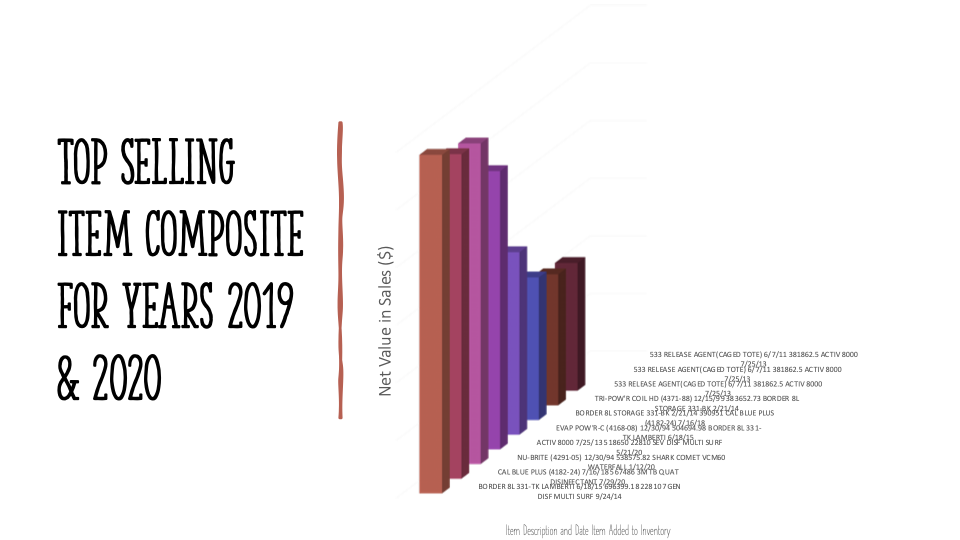 TOP SELLING
ITEM COMPOSITE
FOR YEARS 2019
& 2020
Net Value in Sales ($)
533 RELEASE AGENT(CAGED TOTE) 6/7/11 381862.5 ACTIV 8000
7/25/13
533 RELEASE AGENT(CAGED TOTE) 6/7/11 381862.5 ACTIV 8000
7/25/13
533 RELEASE AGENT(CAGED TOTE) 6/7/11 381862.5 ACTIV 8000
7/25/13
TRI-POW'R COIL HD (4371-88) 12/15/99 383652.73 BORDER 8L
STORAGE 331-BK 2/21/14
BORDER 8L STORAGE 331-BK 2/21/14 390951 CAL BLUE PLUS
(4182-24) 7/16/18
EVAP POW'R-C (4168-08) 12/30/94 504694.98 BORDER 8L 331-
TK LAMBERTI 6/18/15
ACTIV 8000 7/25/13 518650 22810 SEV DISF MULTI SURF
5/21/20
NU-BRITE (4291-05) 12/30/94 538575.82 SHARK COMET VCM60
WATERFALL 1/12/20
CAL BLUE PLUS (4182-24) 7/16/18 567486 3M TB QUAT
DISINFECTANT 7/29/20
BORDER 8L 331-TK LAMBERTI 6/18/15 696399.18 228107 GEN
DISF MULTI SURF 9/24/14
Item Description and Date Item Added to Inventory